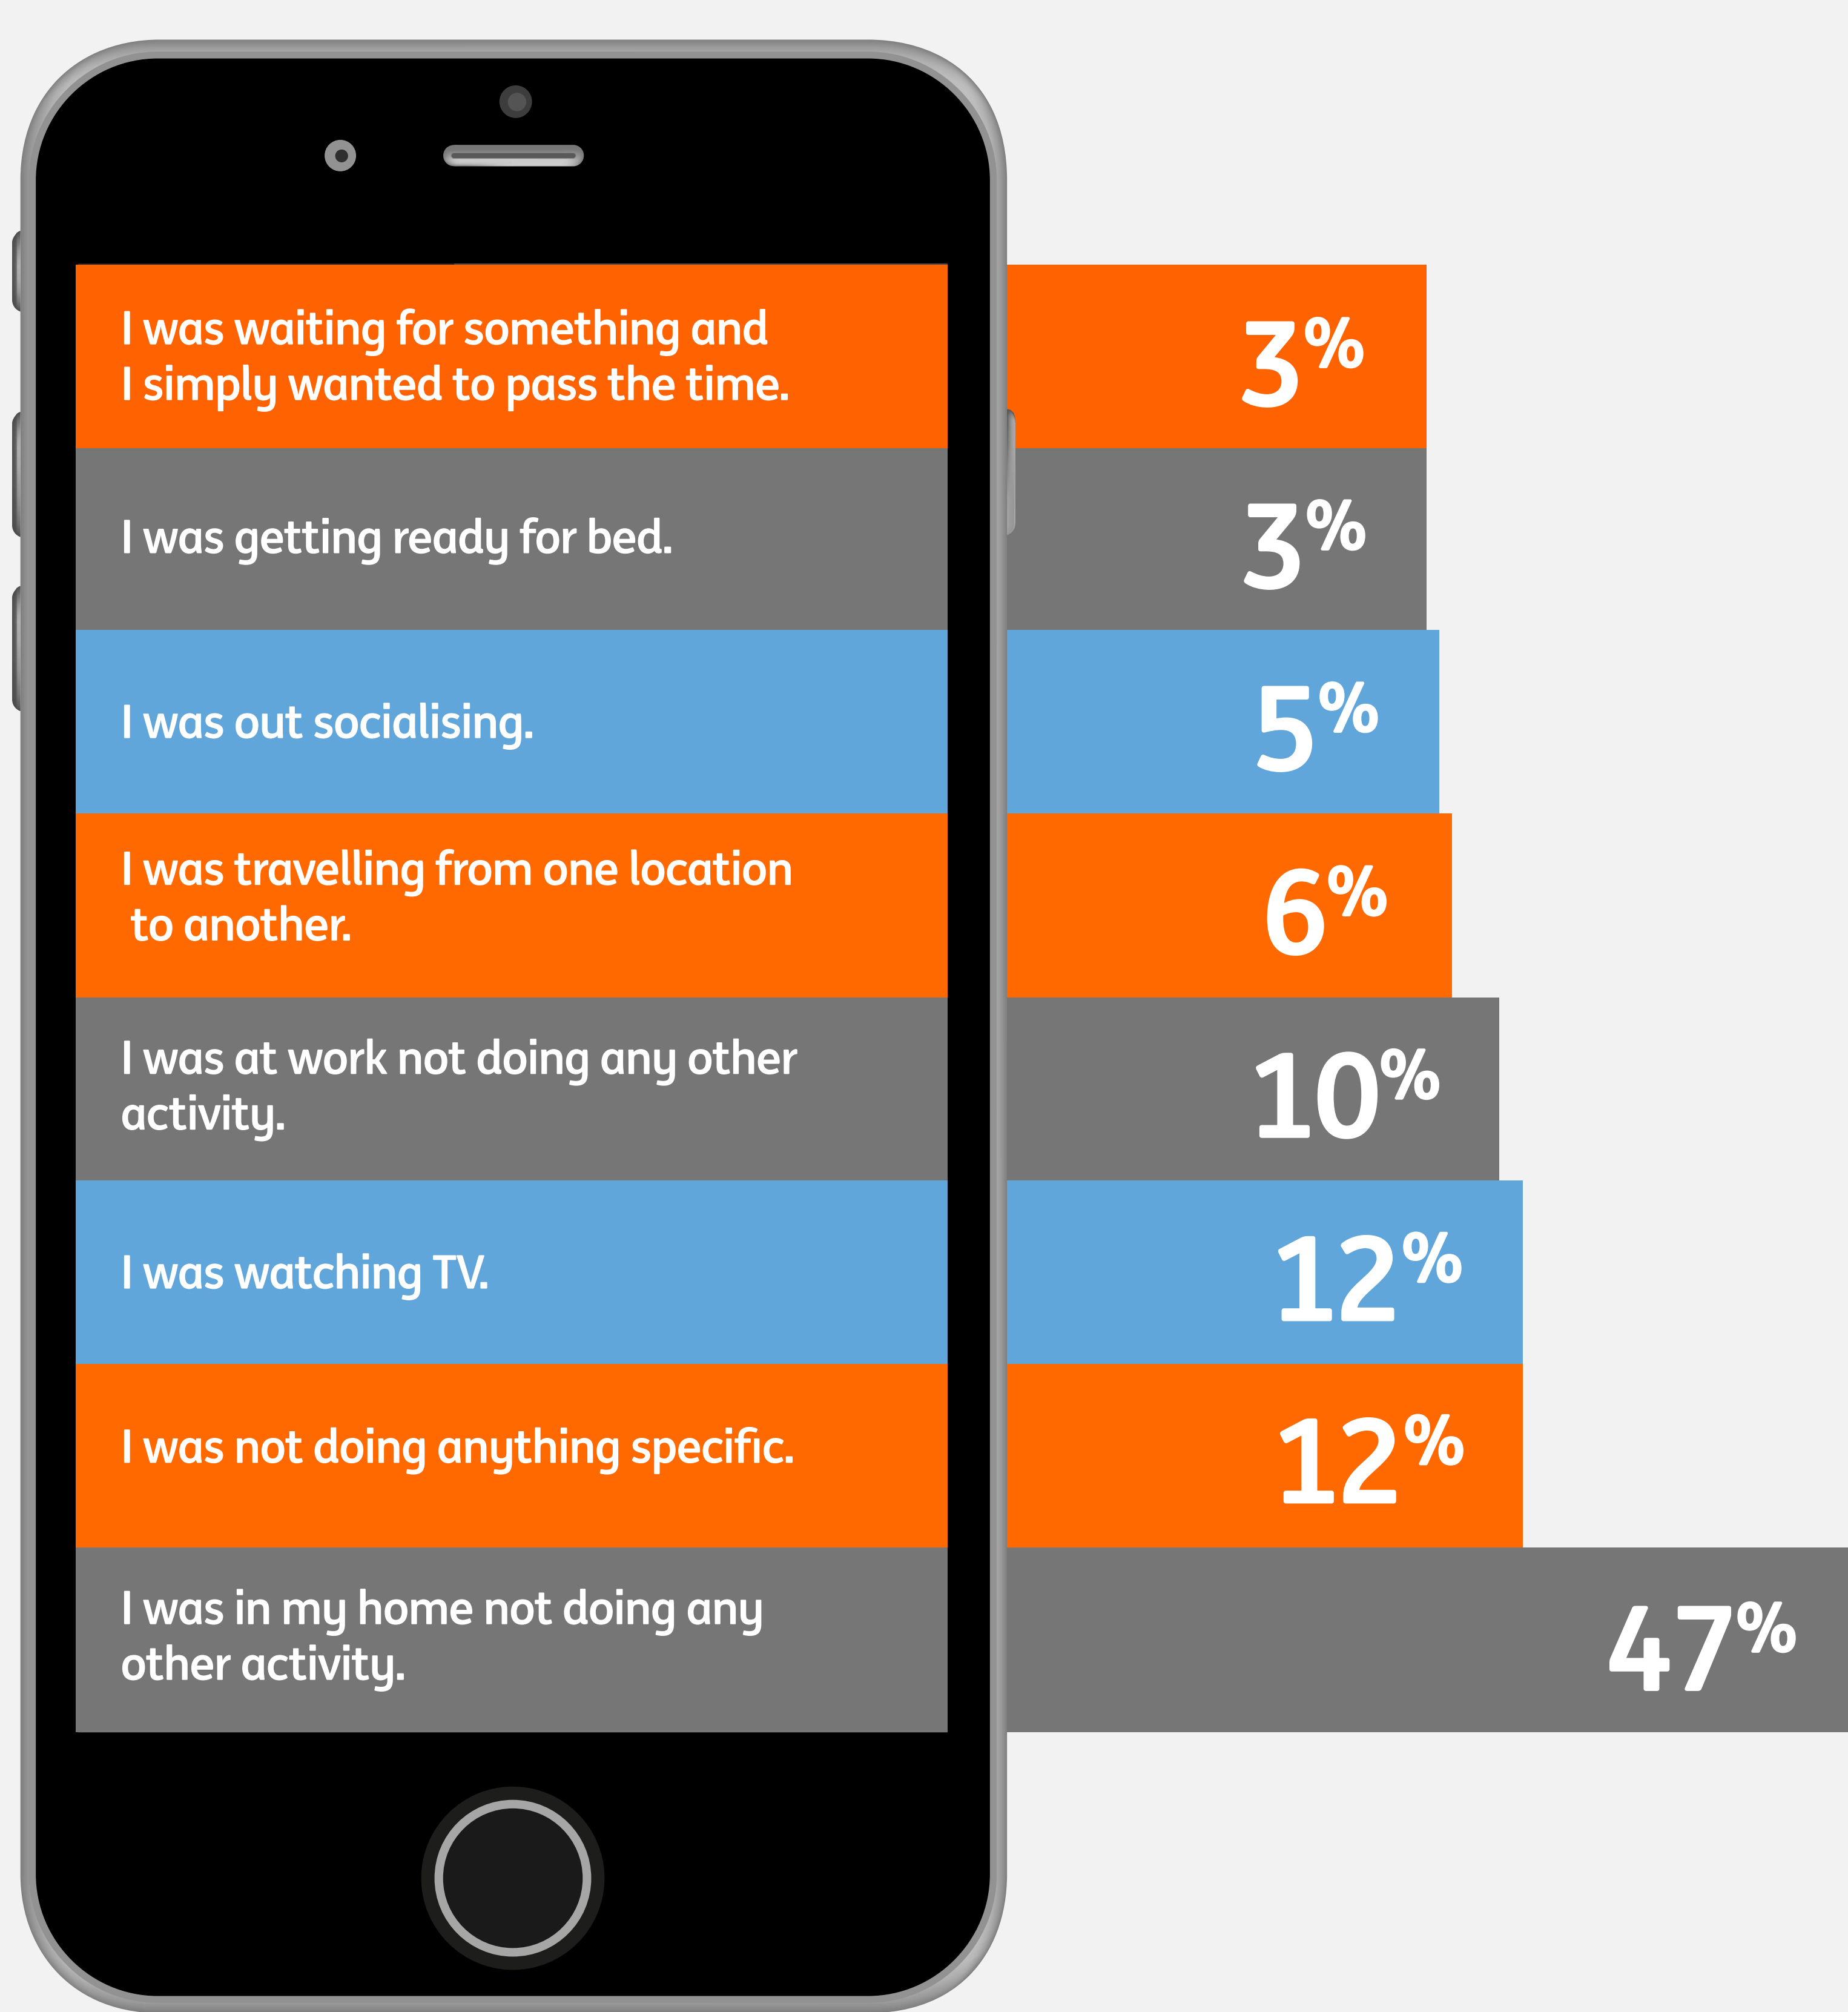 I was waiting for something and
I simply wanted to pass the time.
3%
I was getting ready for bed.
3%
I was out socialising.
5%
I was travelling from one location
to another.
6%
I was at work not doing any other
activity.
10%
I was watching TV.
12%
I was not doing anything specific.
12%
I was in my home not doing any
other activity.
47%